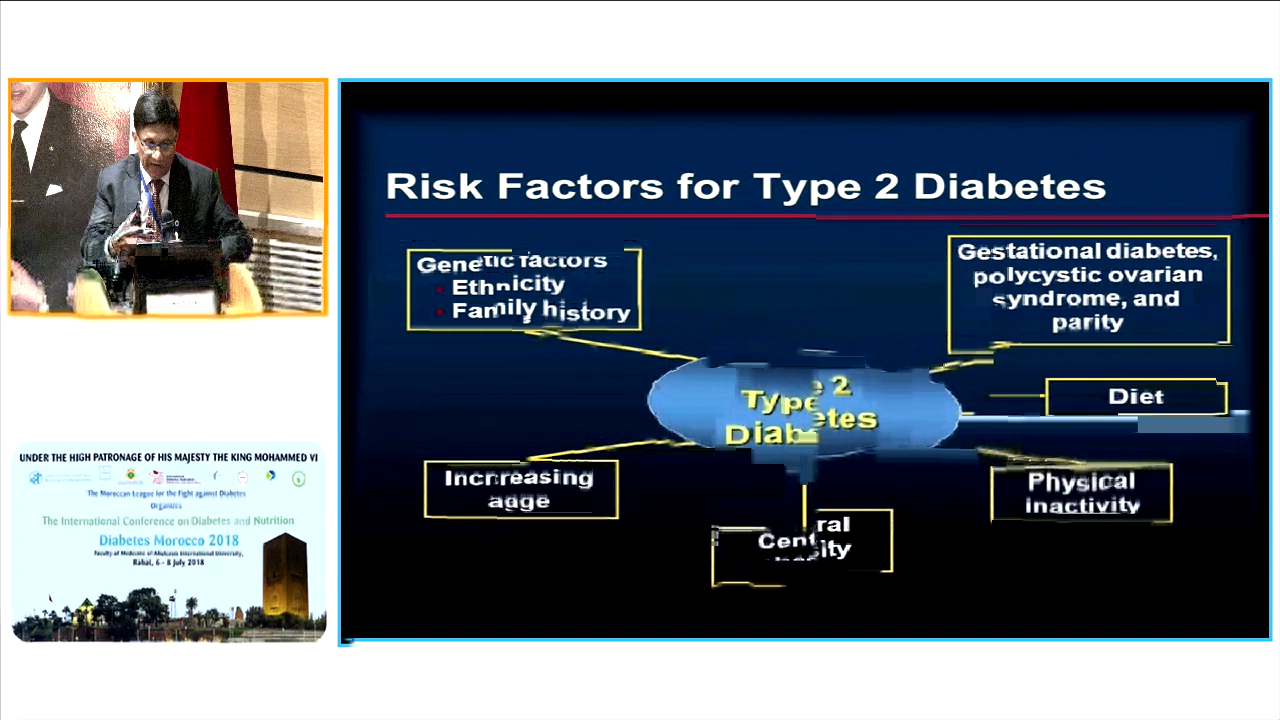 Risk Factors for Type 2 Diabetes
Genetic factors
Ethnicity
Family history
Gestational diabetes,
polycystic ovarian
syndrome, and
parity
Type 2
Diabetes
Diet
Increasing
age
Physical
Inactivity
Central
UNDER THE HIGH PATRONAGE OF HIS MAJESTY THE KING MOHAMMED VI
The Moroccan League for the Fight against Diabetes
Organizes
The International Conference on Diabetes and Nutrition
Diabetes Morocco 2018
Faculty of Medicine of Abulcasis International University,
Rabat, 6 - 8 July 2018